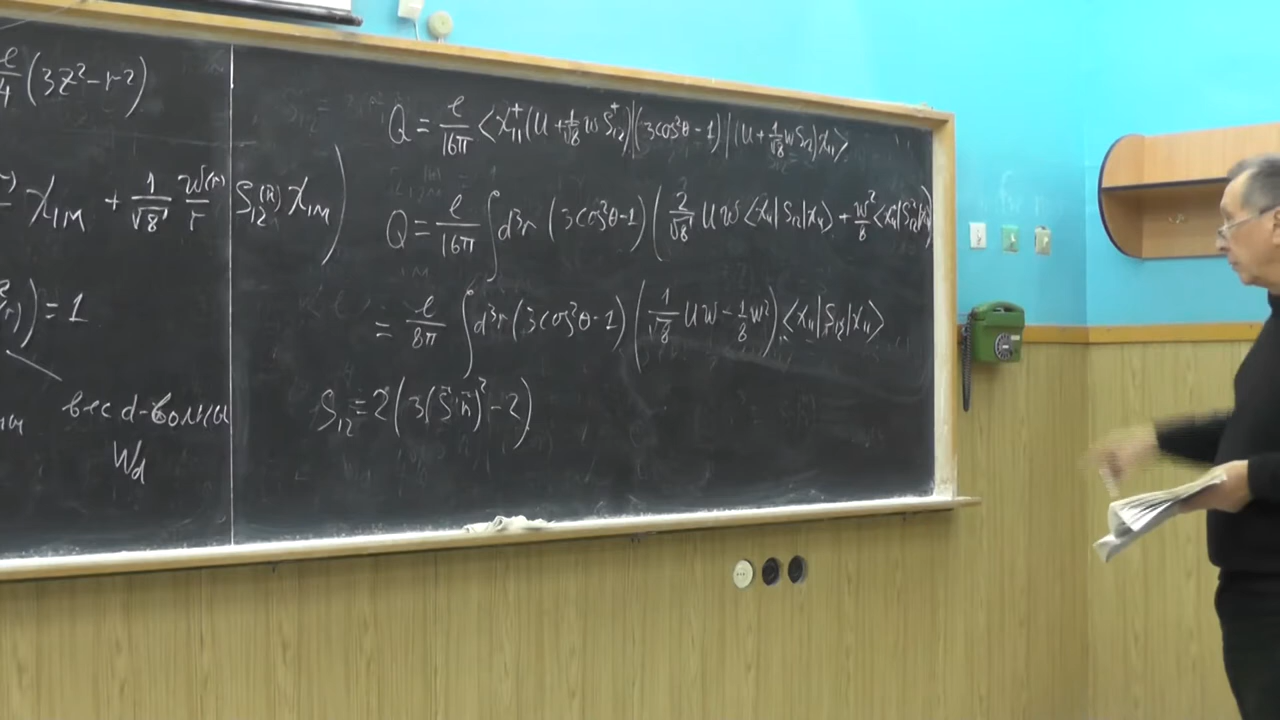 e/4 (3z²-r²)
χ₁ₘ + 1/√8 w(r)/r S₁₂(n̂) χ₁ₘ)
) = 1
вес d-волны
W_d
Q = e/16π ⟨χ₁₁⁺(u + 1/√8 w S₁₂⁺)|(3cos²θ-1)|(u + 1/√8 w S₁₂)χ₁₁⟩
Q = e/16π ∫d³r (3cos²θ-1) (2/√8 u w ⟨χ₁₁|S₁₂|χ₁₁⟩ + w²/8 ⟨χ₁₁|S₁₂²|χ₁₁⟩)
= e/8π ∫d³r (3cos²θ-1) (1/√8 u w - 1/8 w²) ⟨χ₁₁|S₁₂|χ₁₁⟩
S₁₂ = 2(3(S⃗·n⃗)² - 2)